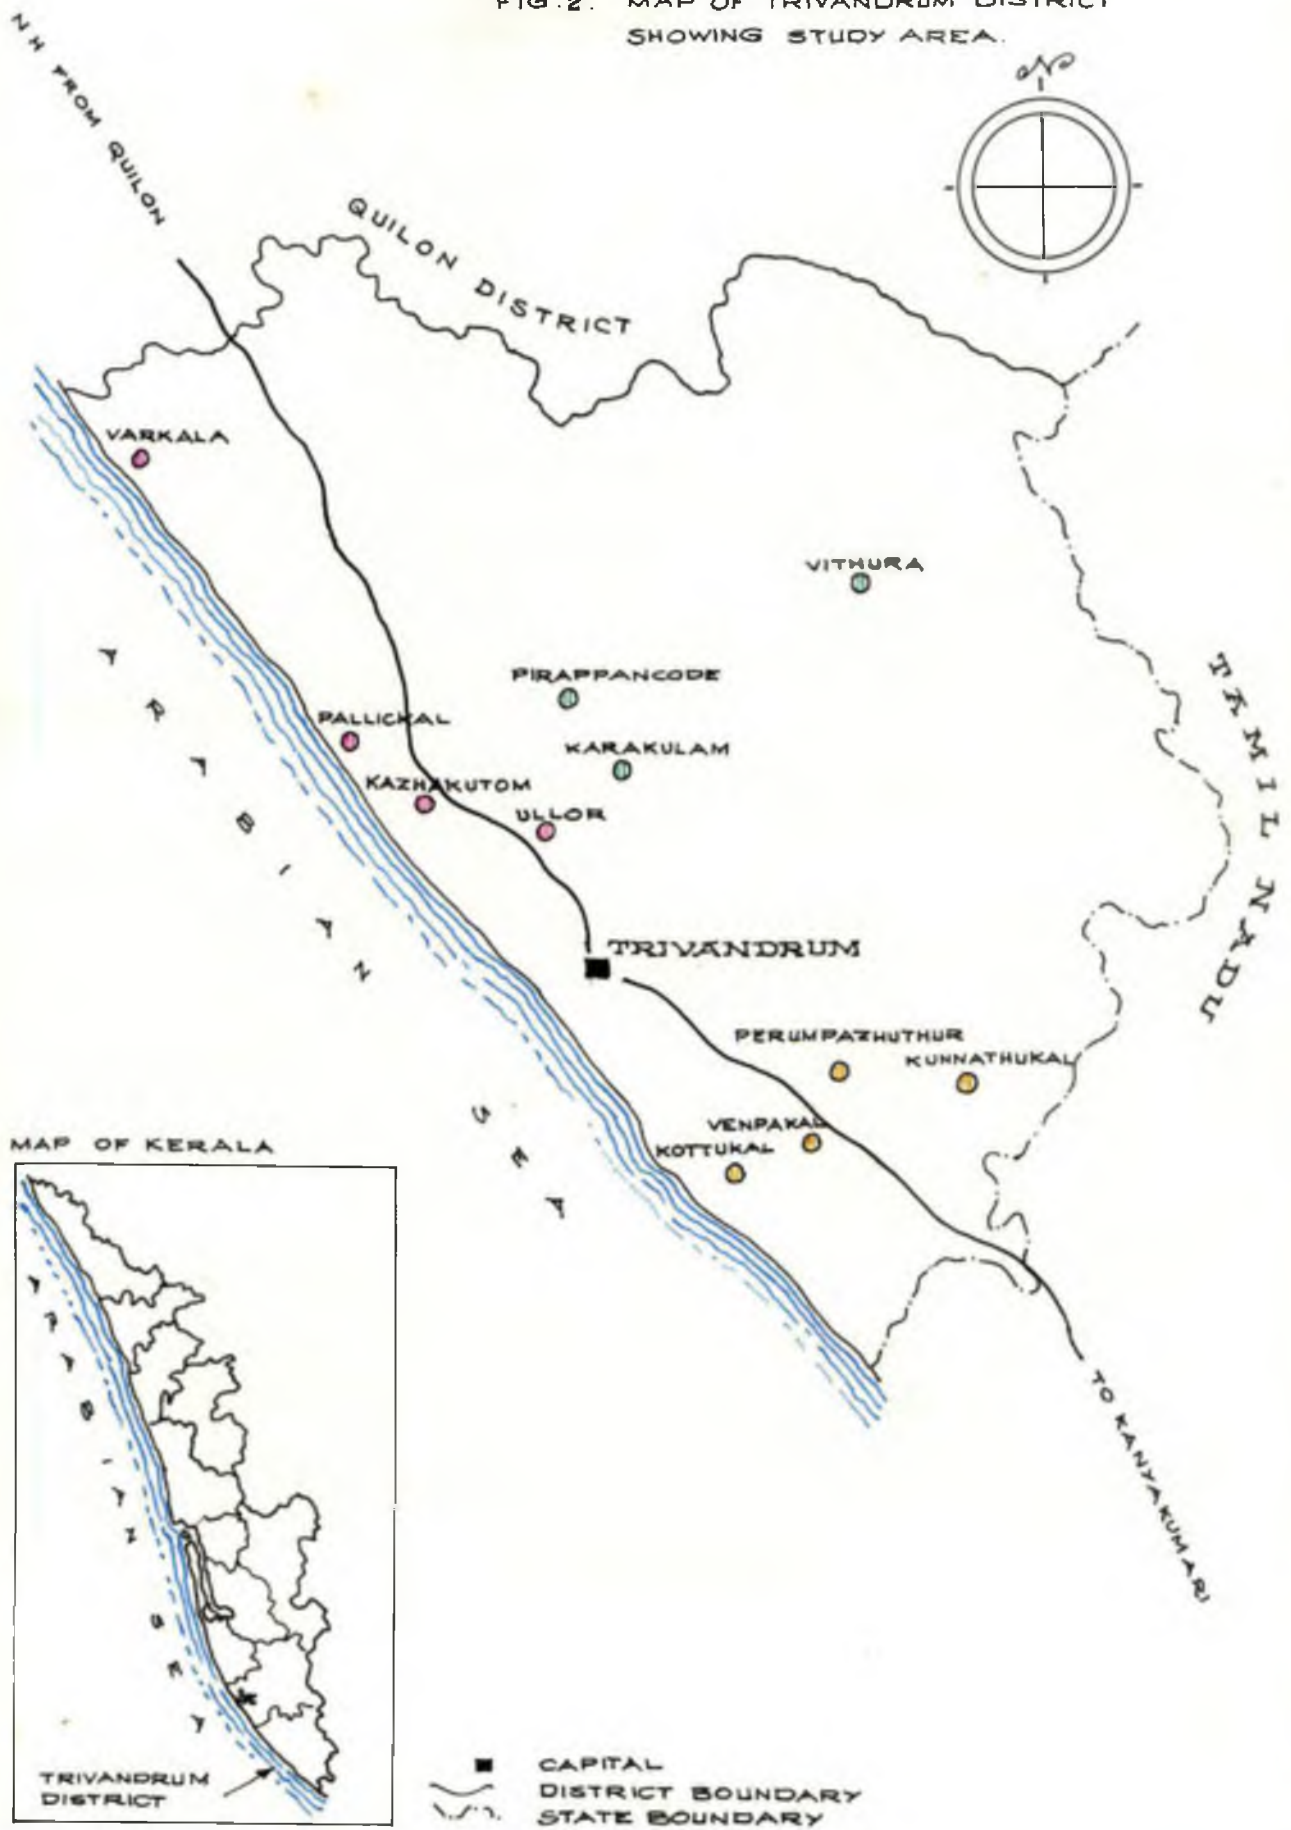 FIG.2. MAP OF TRIVANDRUM DISTRICT
SHOWING STUDY AREA.
N
NH FROM QUILON
QUILON DISTRICT
VARKALA
VITHURA
TAMIL NADU
PIRAPPANCODE
PALLICKAL
KARAKULAM
KAZHAKUTOM
ULLOR
ARABIAN SEA
TRIVANDRUM
PERUMPAZHUTHUR
KUNNATHUKAL
VENPAKAL
KOTTUKAL
TO KANYAKUMARI
MAP OF KERALA
ARABIAN SEA
TRIVANDRUM
DISTRICT
CAPITAL
DISTRICT BOUNDARY
STATE BOUNDARY